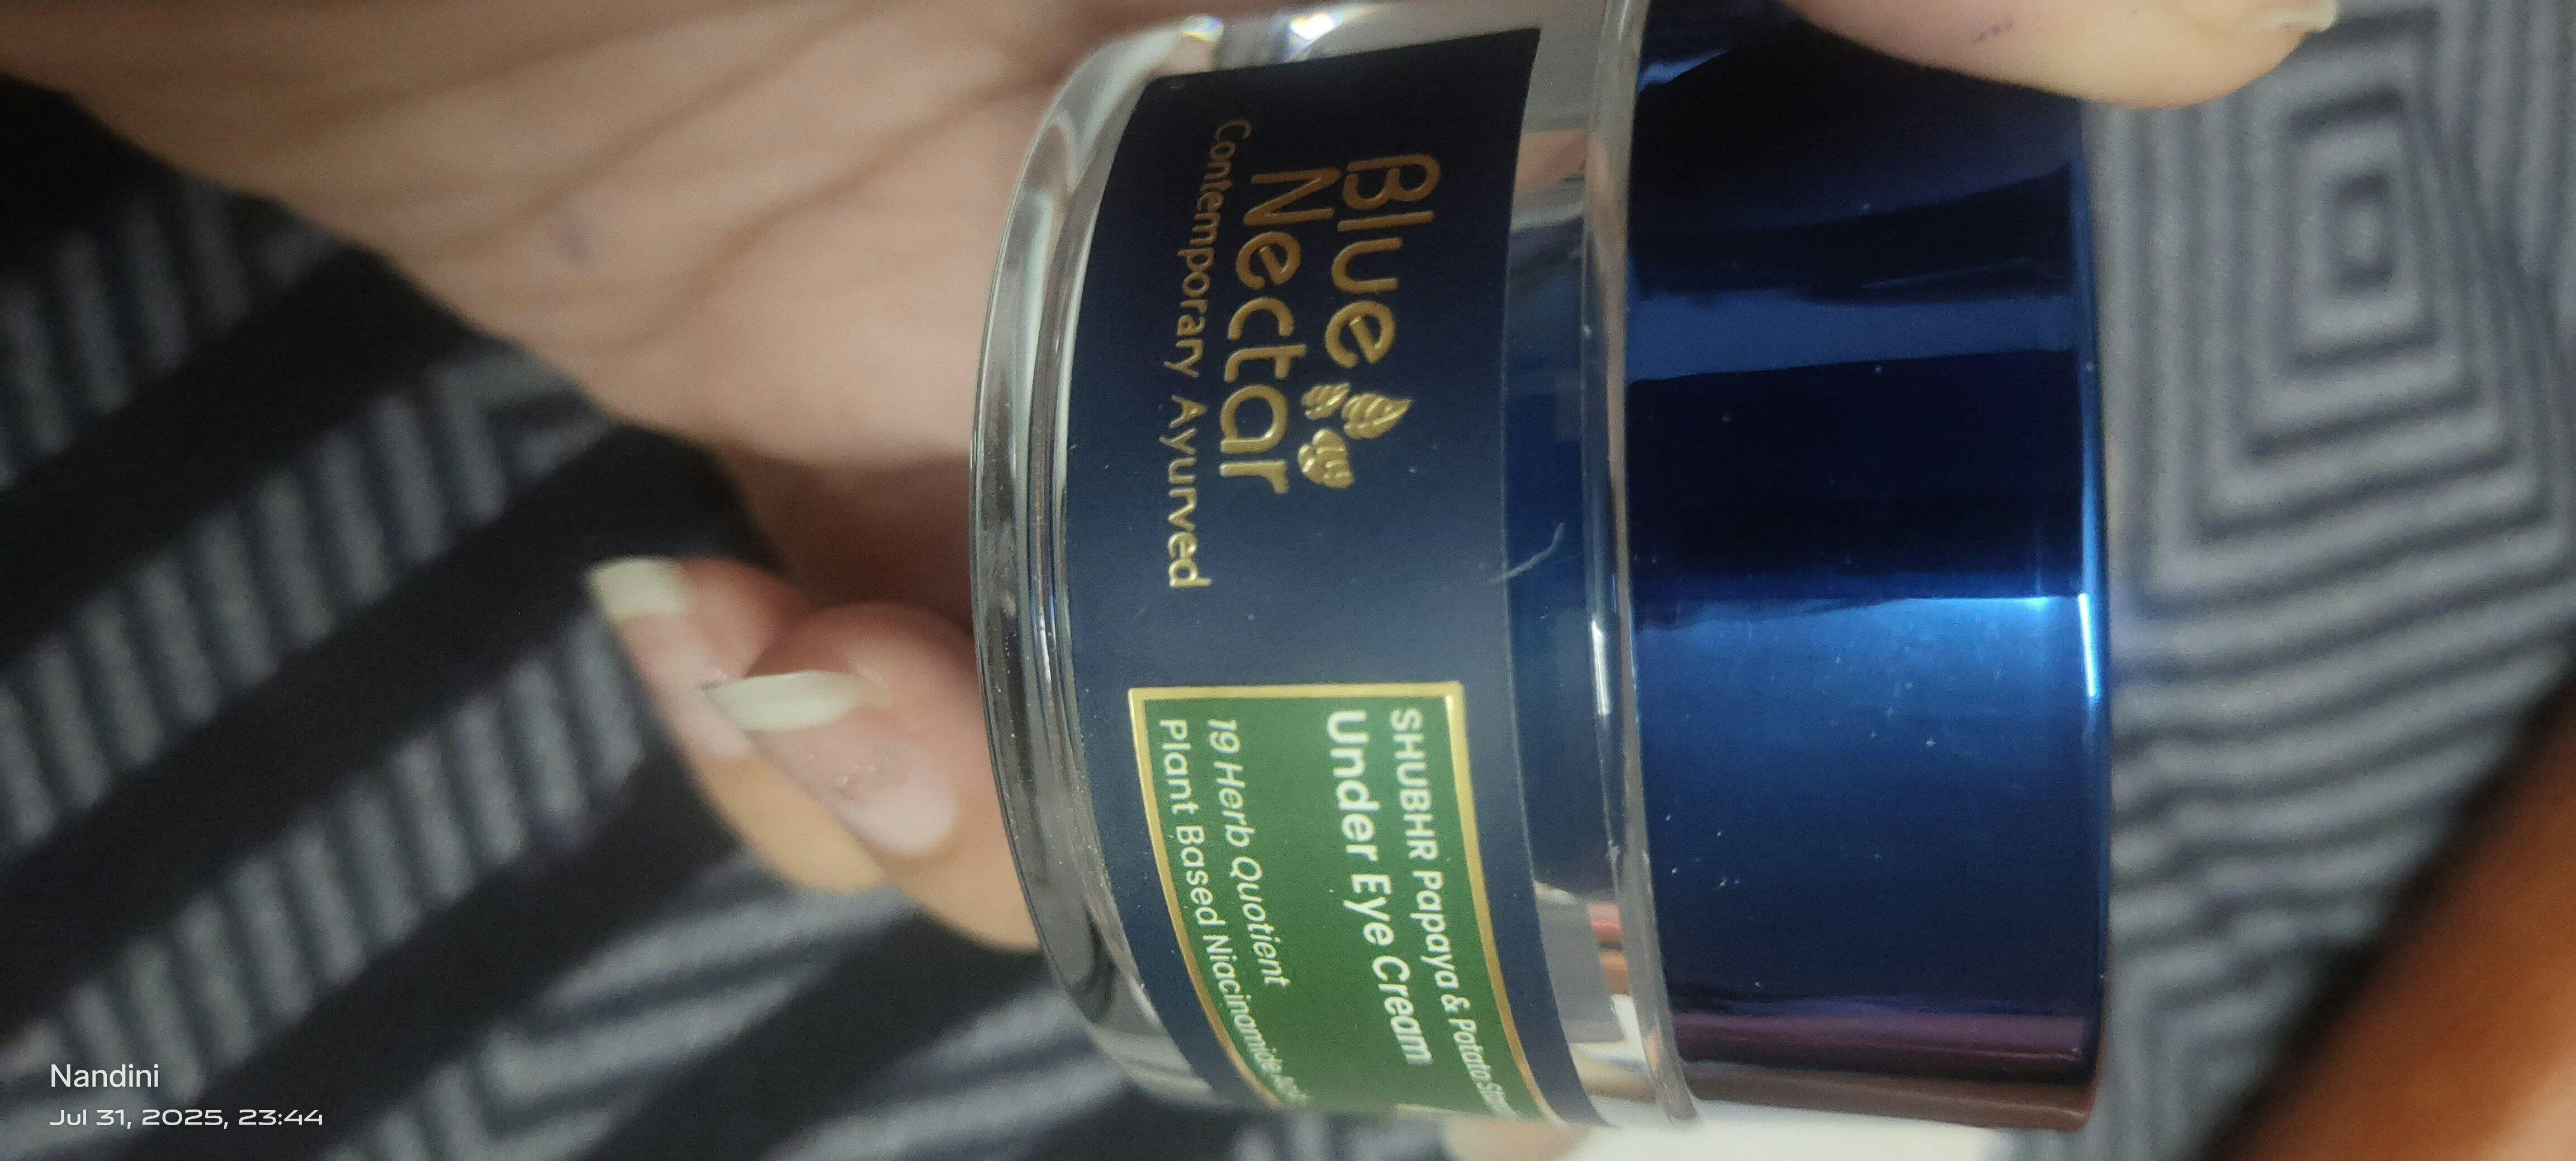 Blue
Nectar
Contemporary Ayurved
SHUBHR Papaya & Potato
Under Eye Cream
19 Herb Quotient
Plant Based Niacinamide
Nandini
Jul 31, 2025, 23:44